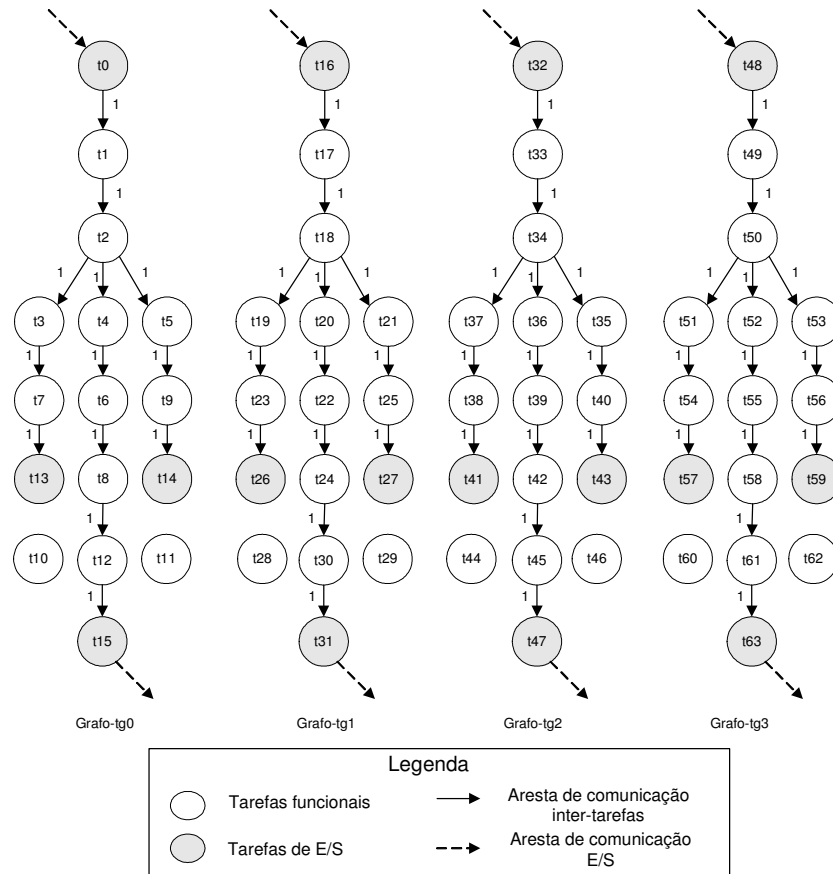 t0 t16 t32 t48
1 1 1 1
t1 t17 t33 t49
1 1 1 1
t2 t18 t34 t50
1 1 1 1 1 1 1 1 1 1 1 1
t3 t4 t5 t19 t20 t21 t37 t36 t35 t51 t52 t53
1 1 1 1 1 1 1 1 1 1 1 1
t7 t6 t9 t23 t22 t25 t38 t39 t40 t54 t55 t56
1 1 1 1 1 1 1 1 1 1 1 1
t13 t8 t14 t26 t24 t27 t41 t42 t43 t57 t58 t59
1 1 1 1
t10 t12 t11 t28 t30 t29 t44 t45 t46 t60 t61 t62
1 1 1 1
t15 t31 t47 t63
Grafo-tg0 Grafo-tg1 Grafo-tg2 Grafo-tg3
Legenda
Tarefas funcionais
Aresta de comunicação
inter-tarefas
Tarefas de E/S
Aresta de comunicação
E/S